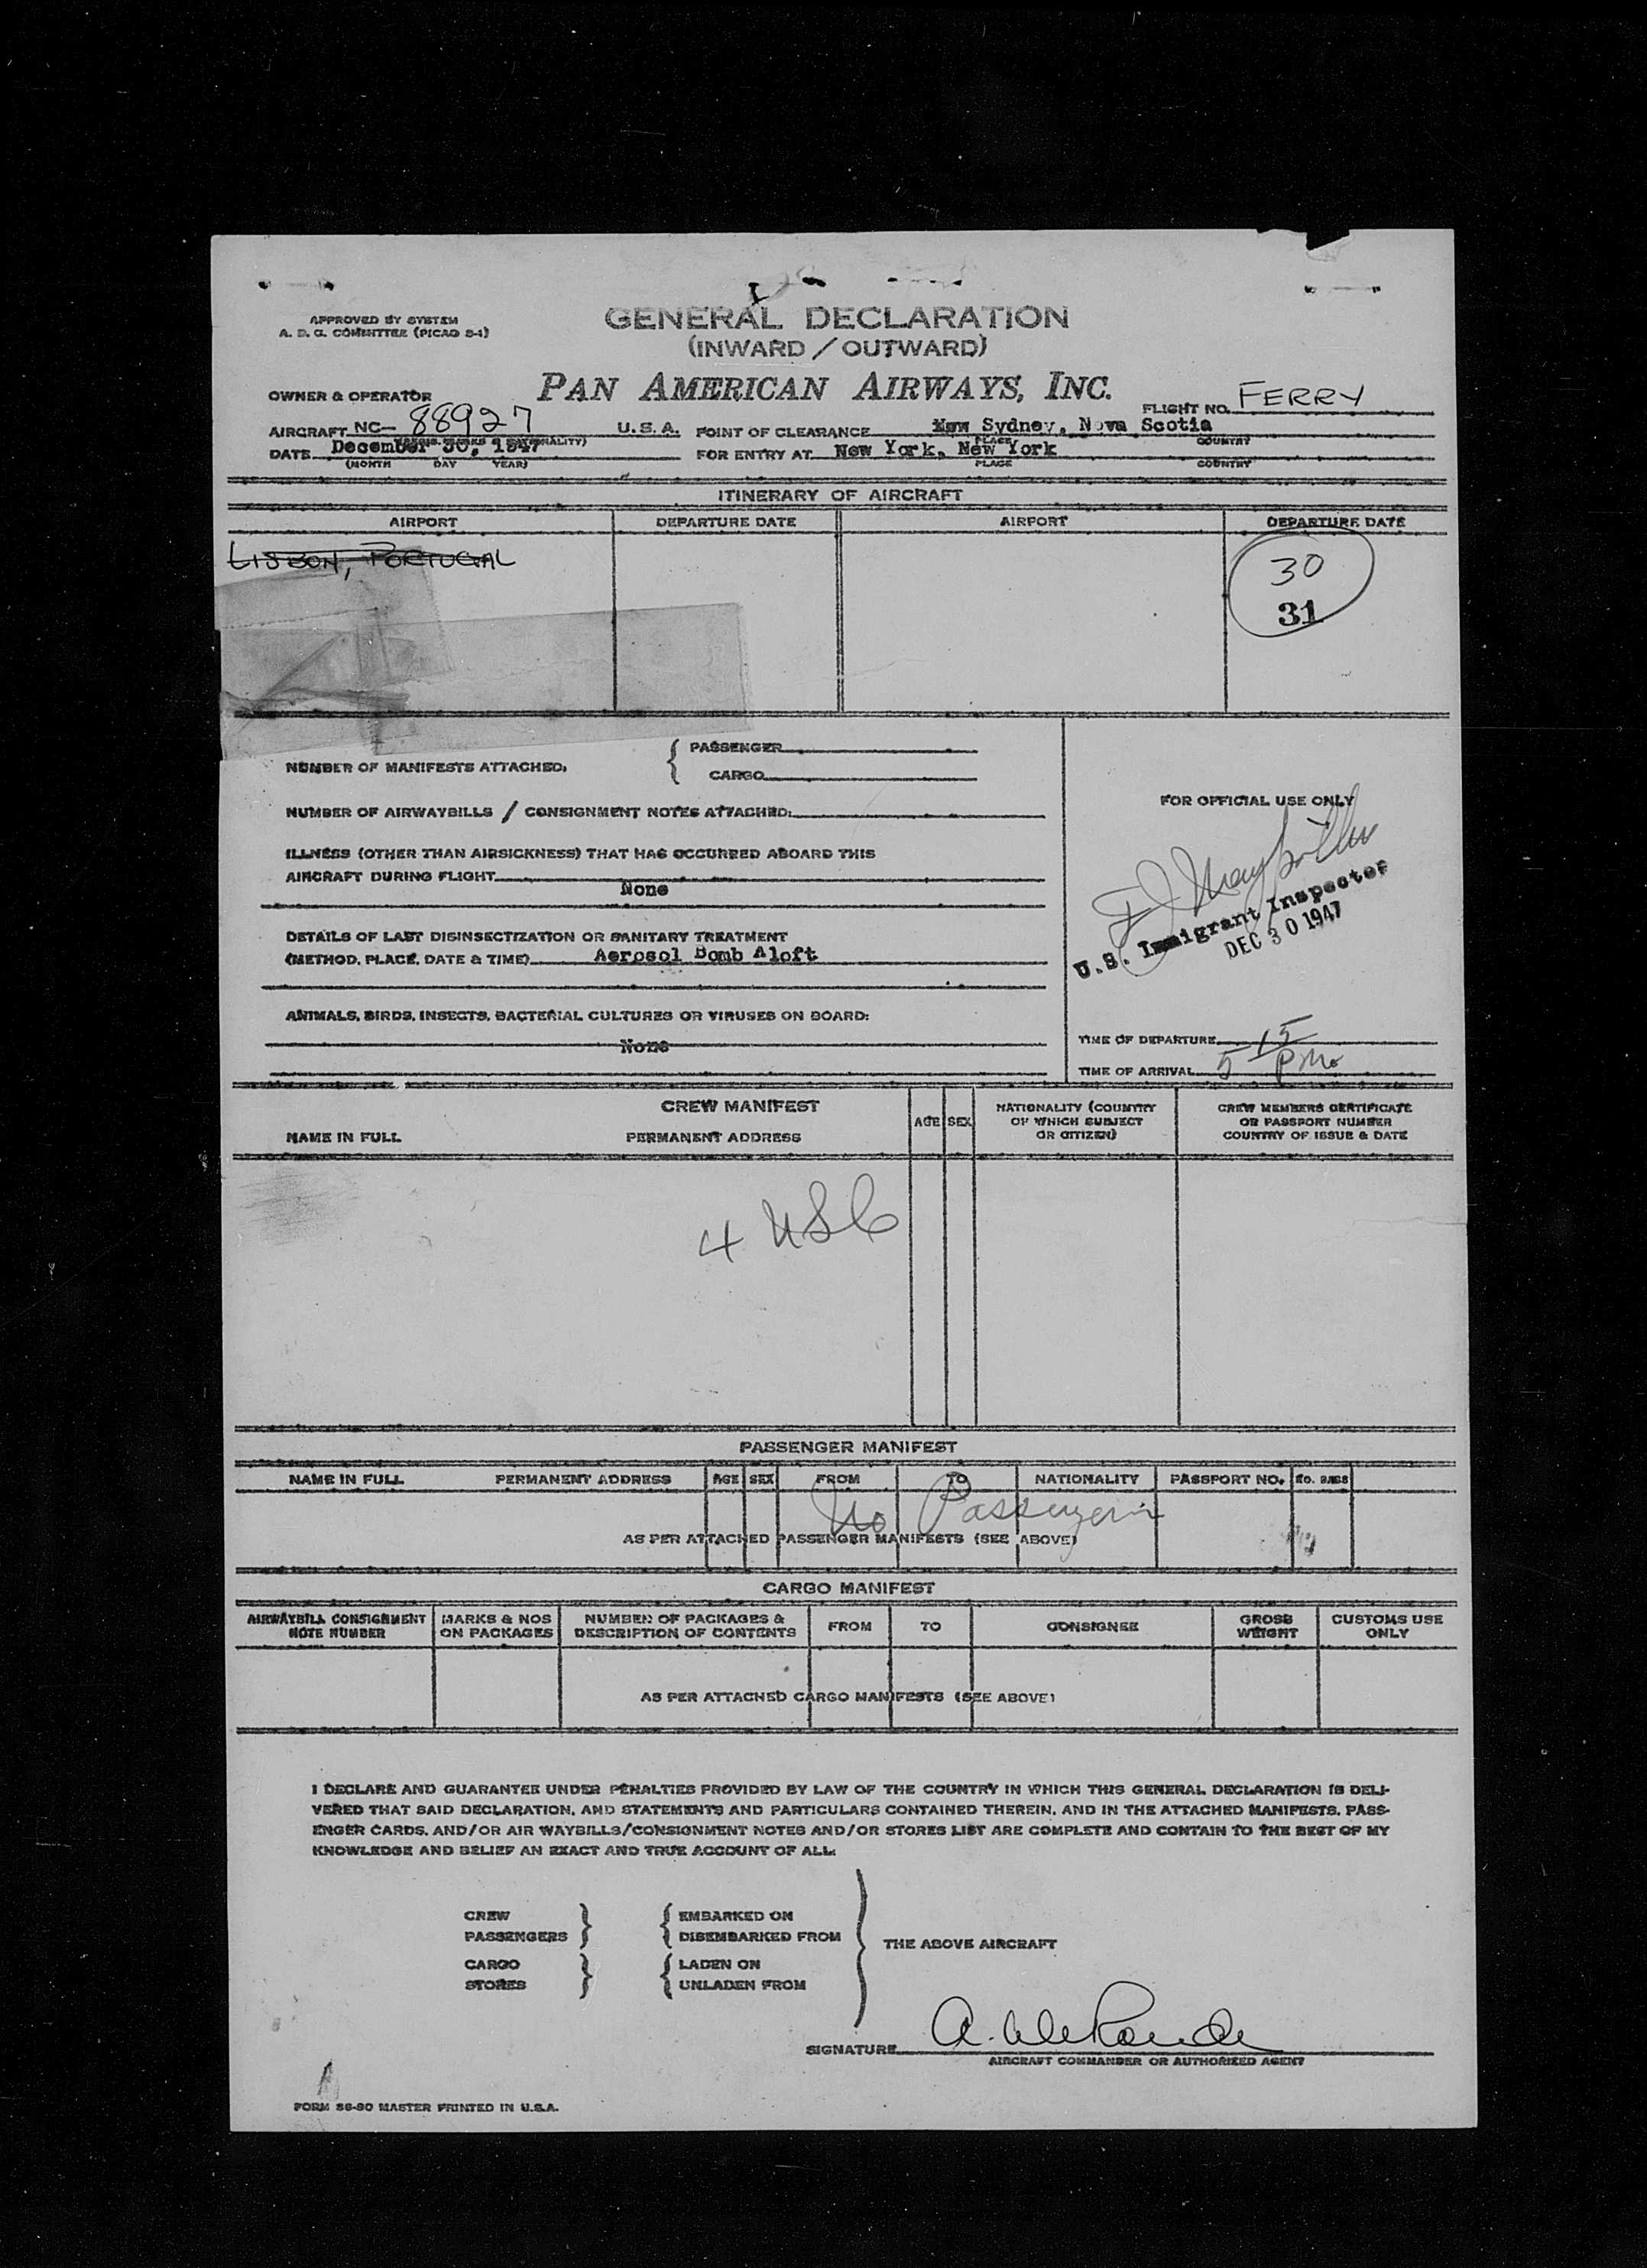 GENERAL DECLARATION
(INWARD / OUTWARD)
APPROVED BY SYSTEM
A. D. C. COMMITTEE (PICAO 2-1)
PAN AMERICAN AIRWAYS, INC.
OWNER & OPERATOR
FLIGHT NO. FERRY
AIRCRAFT NC- 88927 U.S.A. POINT OF CLEARANCE Sydney, Nova Scotia
PLACE COUNTRY
DATE December 30, 1947 FOR ENTRY AT New York, New York
(MONTH DAY YEAR) PLACE COUNTRY
ITINERARY OF AIRCRAFT
AIRPORT DEPARTURE DATE AIRPORT DEPARTURE DATE
LISBON, PORTUGAL
30
31
NUMBER OF MANIFESTS ATTACHED: { PASSENGER
CARGO
NUMBER OF AIRWAYBILLS / CONSIGNMENT NOTES ATTACHED:
ILLNESS (OTHER THAN AIRSICKNESS) THAT HAS OCCURRED ABOARD THIS
AIRCRAFT DURING FLIGHT
None
DETAILS OF LAST DISINSECTIZATION OR SANITARY TREATMENT
(METHOD, PLACE, DATE & TIME) Aerosol Bomb Aloft
ANIMALS, BIRDS, INSECTS, BACTERIAL CULTURES OR VIRUSES ON BOARD:
None
FOR OFFICIAL USE ONLY
U.S. Immigrant Inspector
DEC 30 1947
TIME OF DEPARTURE
TIME OF ARRIVAL 5 15 PM
CREW MANIFEST
NAME IN FULL PERMANENT ADDRESS AGE SEX NATIONALITY (COUNTRY OF WHICH SUBJECT OR CITIZEN) CREW MEMBERS CERTIFICATE OR PASSPORT NUMBER COUNTRY OF ISSUE & DATE
4 USC
PASSENGER MANIFEST
NAME IN FULL PERMANENT ADDRESS AGE SEX FROM TO NATIONALITY PASSPORT NO. NO. BAGS
No Passengers
AS PER ATTACHED PASSENGER MANIFESTS (SEE ABOVE)
CARGO MANIFEST
AIRWAYBILL CONSIGNMENT NOTE NUMBER MARKS & NOS ON PACKAGES NUMBER OF PACKAGES & DESCRIPTION OF CONTENTS FROM TO CONSIGNEE GROSS WEIGHT CUSTOMS USE ONLY
AS PER ATTACHED CARGO MANIFESTS (SEE ABOVE)
I DECLARE AND GUARANTEE UNDER PENALTIES PROVIDED BY LAW OF THE COUNTRY IN WHICH THIS GENERAL DECLARATION IS DELI-
VERED THAT SAID DECLARATION, AND STATEMENTS AND PARTICULARS CONTAINED THEREIN, AND IN THE ATTACHED MANIFESTS, PASS-
ENGER CARDS, AND/OR AIR WAYBILLS/CONSIGNMENT NOTES AND/OR STORES LIST ARE COMPLETE AND CONTAIN TO THE BEST OF MY
KNOWLEDGE AND BELIEF AN EXACT AND TRUE ACCOUNT OF ALL:
CREW } { EMBARKED ON
PASSENGERS DISEMBARKED FROM
THE ABOVE AIRCRAFT
CARGO } { LADEN ON
STORES UNLADEN FROM
SIGNATURE
AIRCRAFT COMMANDER OR AUTHORIZED AGENT
FORM 36-80 MASTER PRINTED IN U.S.A.